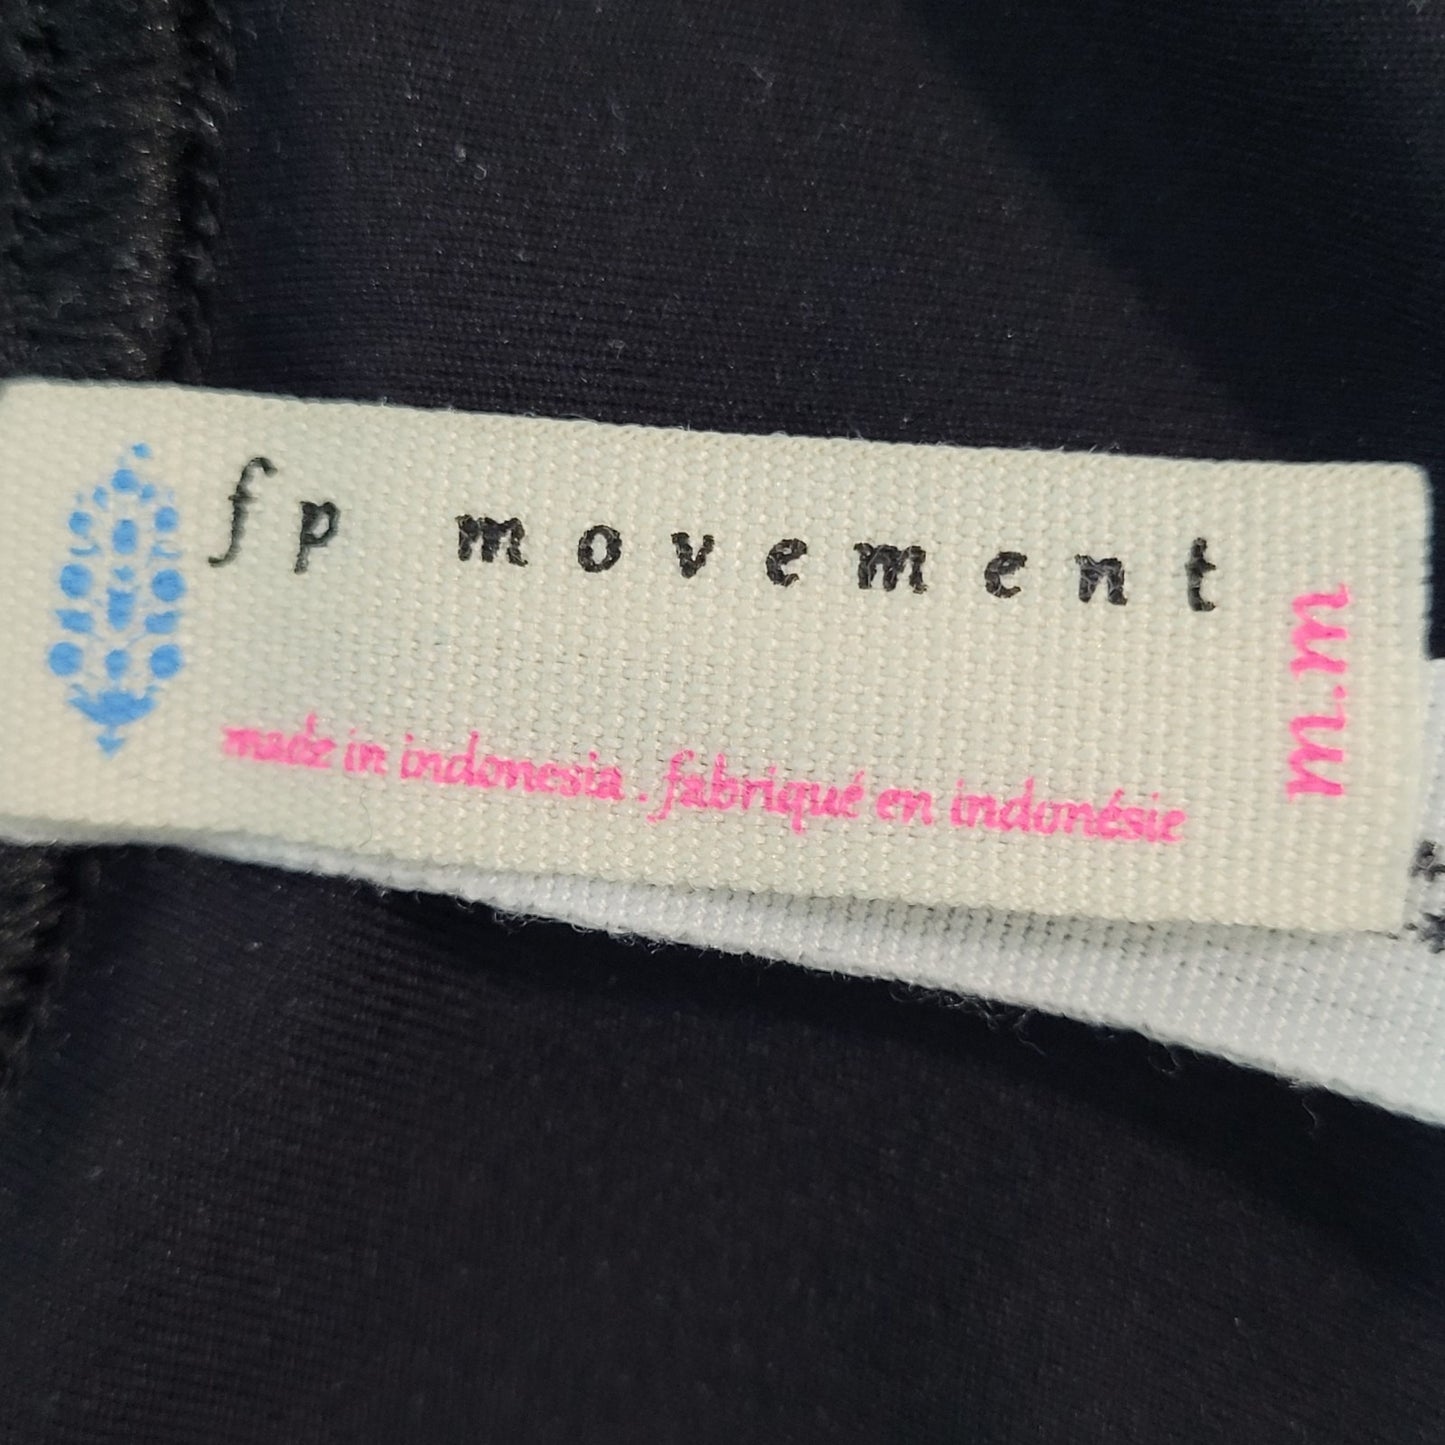 fp movement
m.m
made in indonesia . fabriqué en indonésie